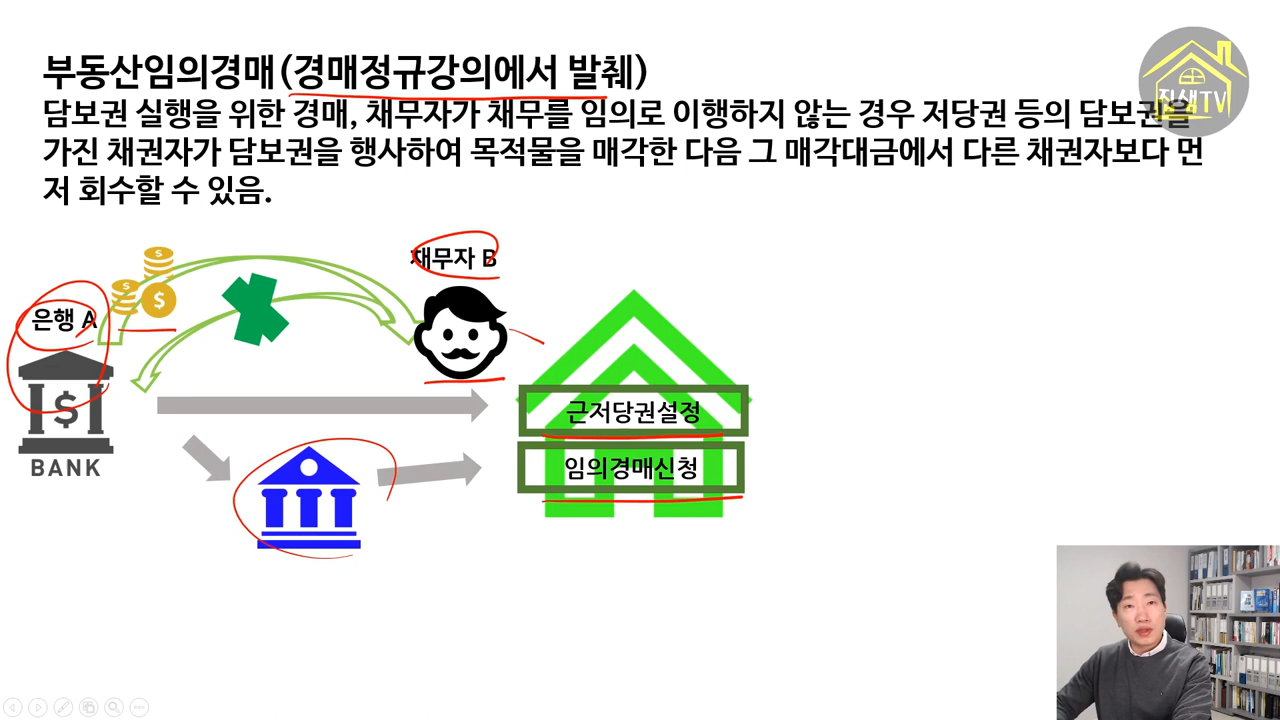 부동산임의경매(경매정규강의에서 발췌)
담보권 실행을 위한 경매, 채무자가 채무를 임의로 이행하지 않는 경우 저당권 등의 담보권을
가진 채권자가 담보권을 행사하여 목적물을 매각한 다음 그 매각대금에서 다른 채권자보다 먼
저 회수할 수 있음.
직샘TV
채무자 B
은행 A
BANK
근저당권설정
임의경매신청